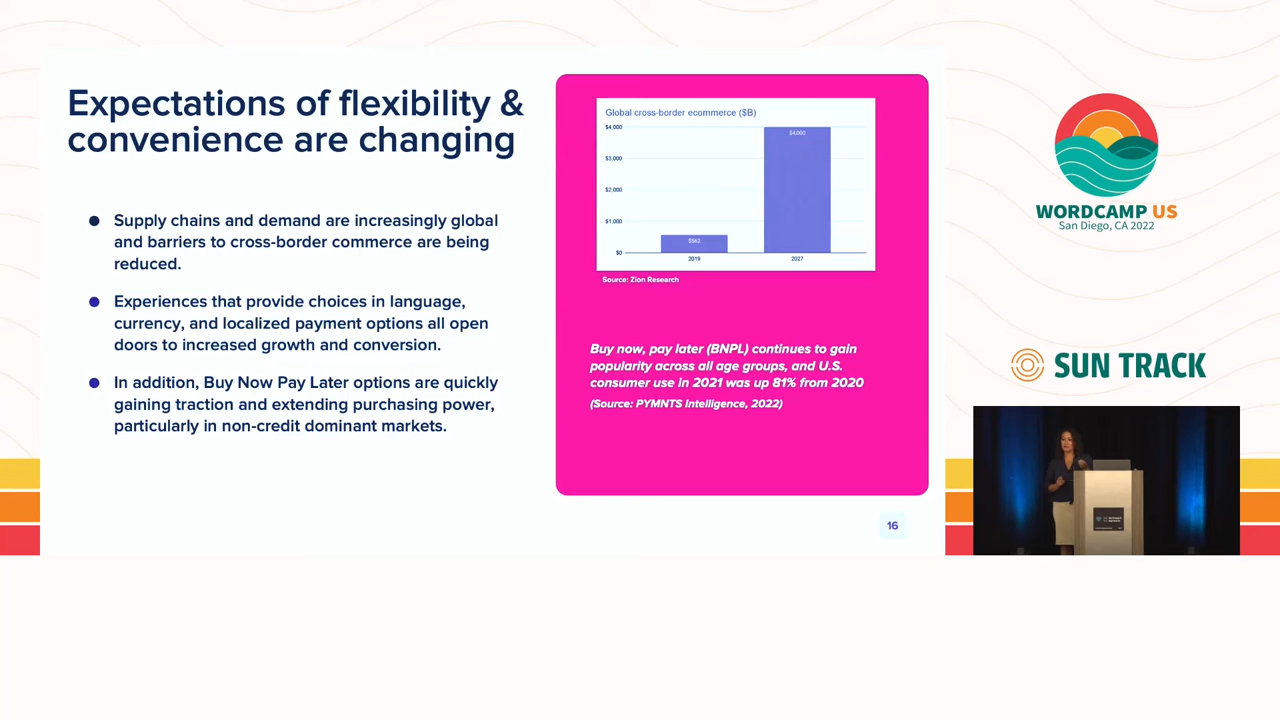 Expectations of flexibility &
convenience are changing
Supply chains and demand are increasingly global
and barriers to cross-border commerce are being
reduced.
Experiences that provide choices in language,
currency, and localized payment options all open
doors to increased growth and conversion.
In addition, Buy Now Pay Later options are quickly
gaining traction and extending purchasing power,
particularly in non-credit dominant markets.
Global cross-border ecommerce ($B)
$4,000
$3,000
$2,000
$1,000
$0
$562
$4,000
2019
2027
Source: Zion Research
Buy now, pay later (BNPL) continues to gain
popularity across all age groups, and U.S.
consumer use in 2021 was up 81% from 2020
(Source: PYMNTS Intelligence, 2022)
16
WORDCAMP US
San Diego, CA 2022
SUN TRACK